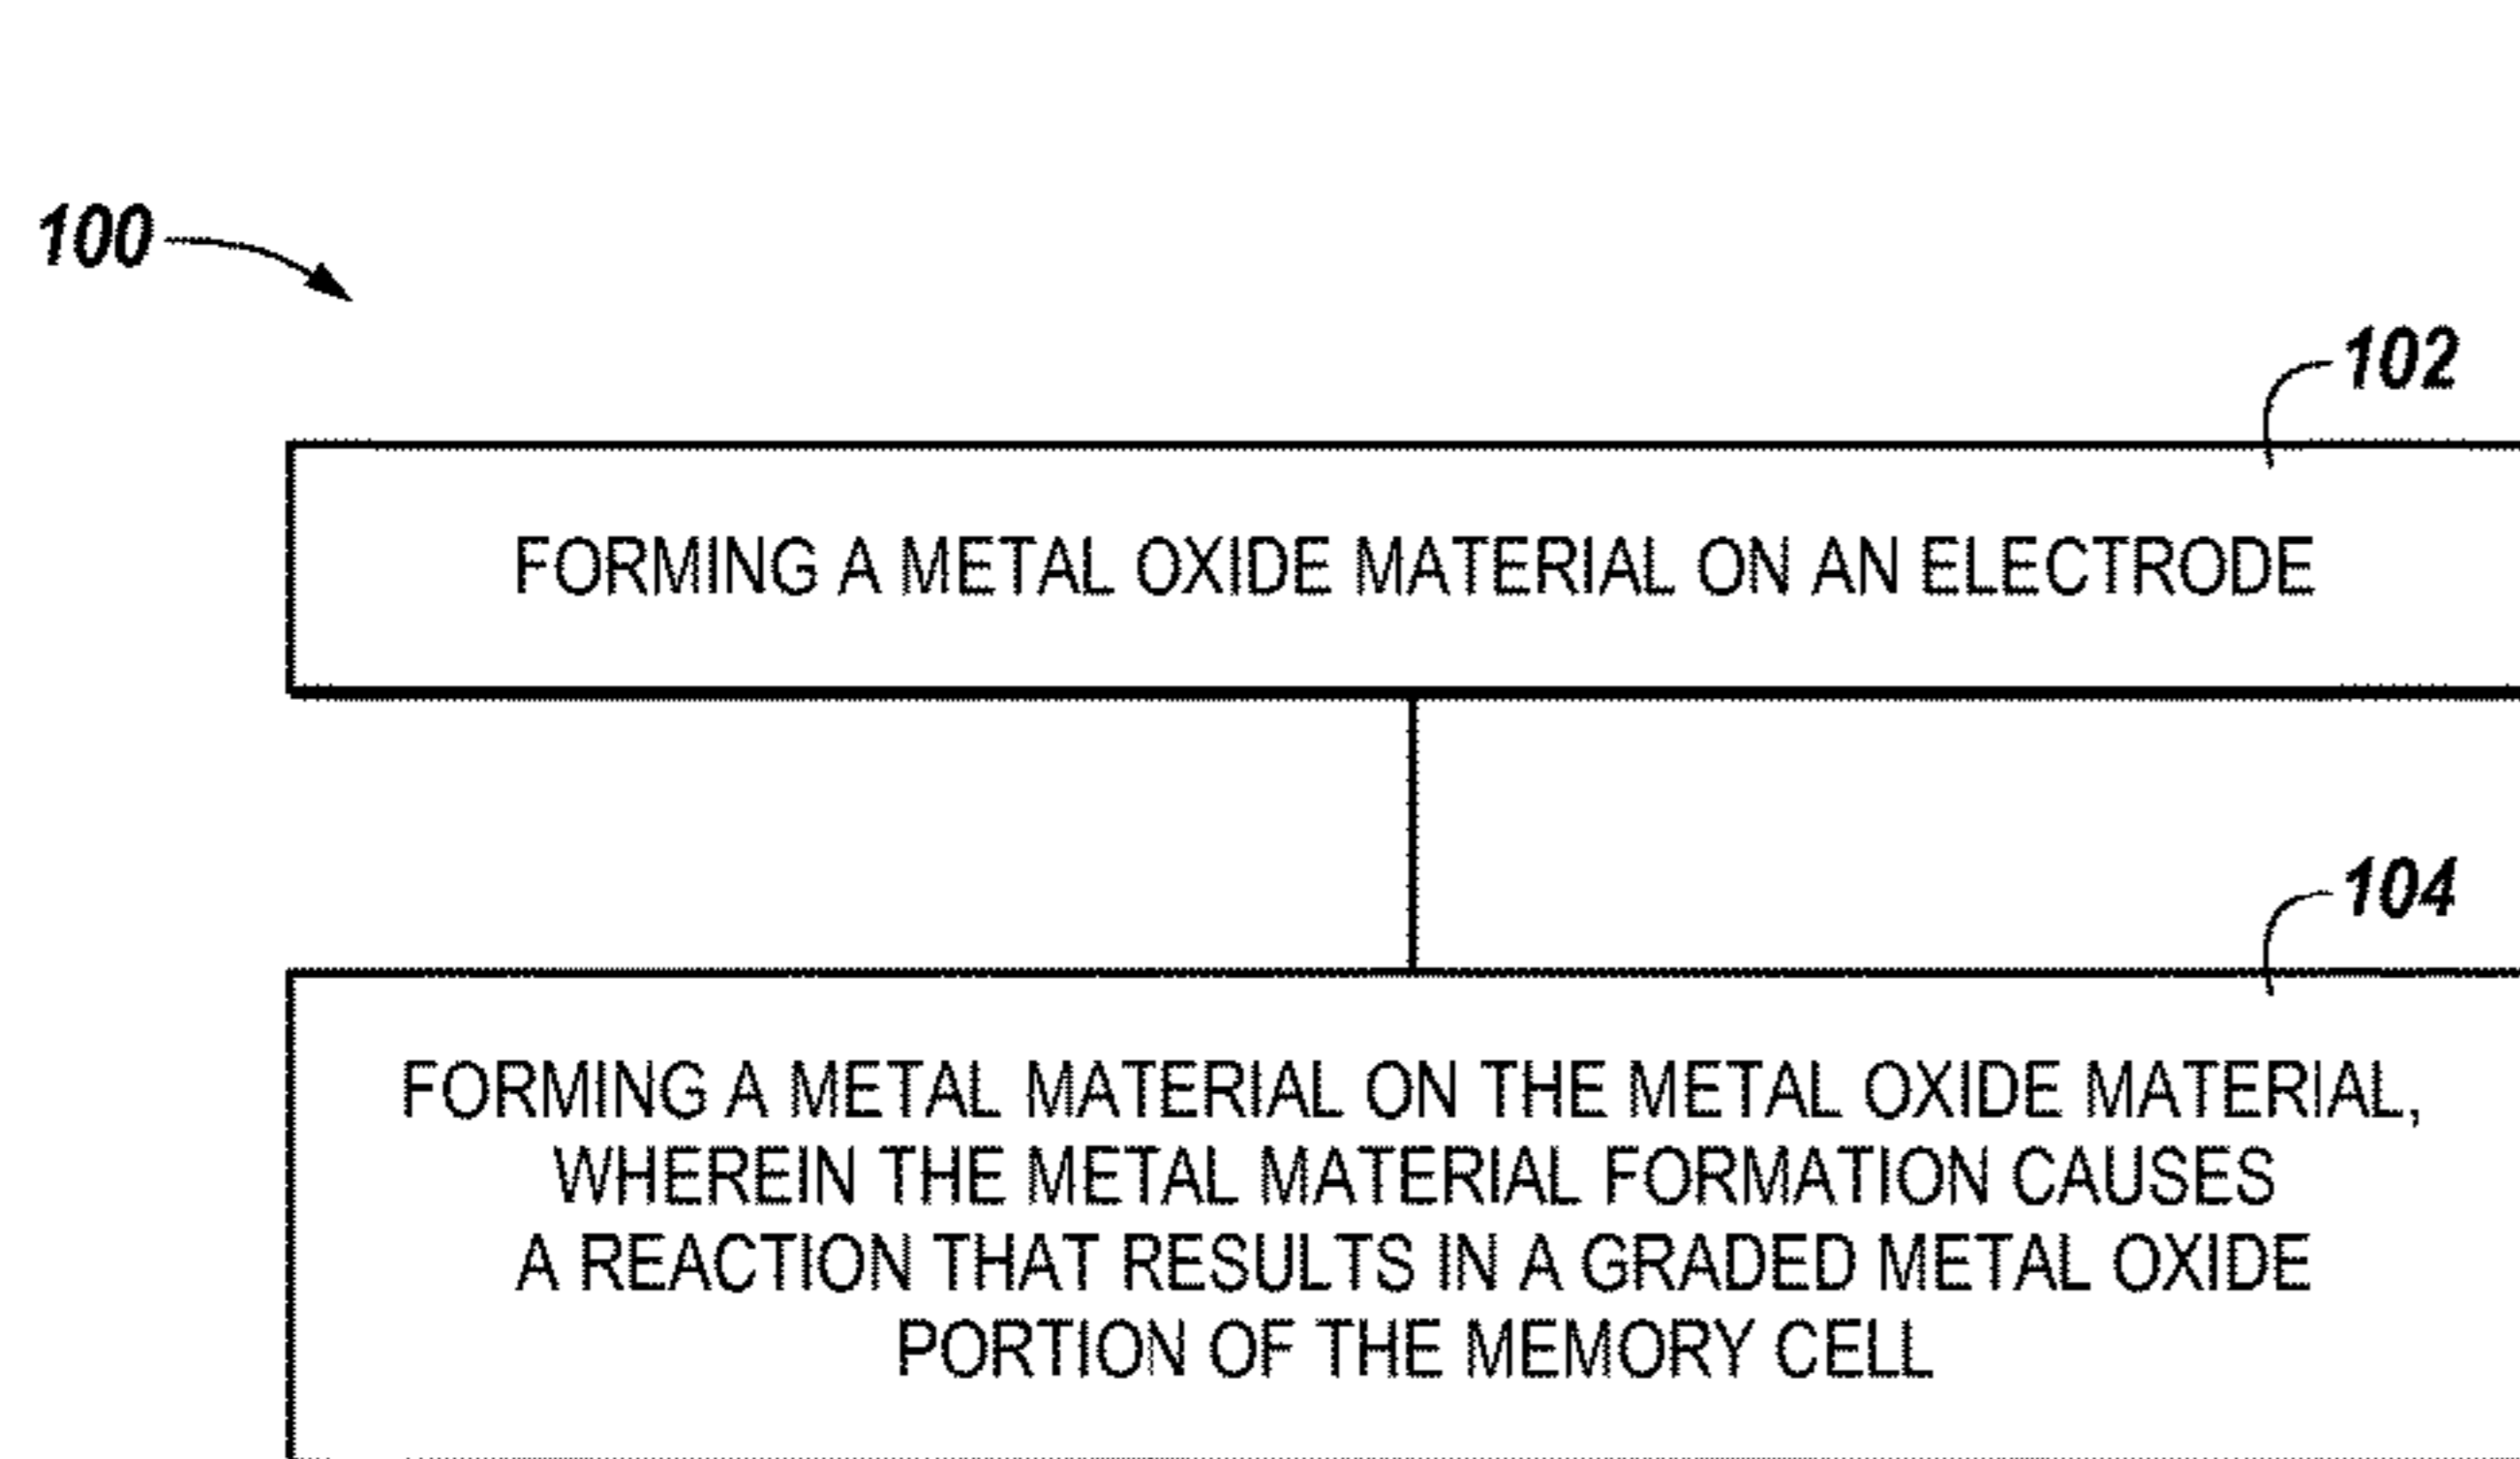 100
102
FORMING A METAL OXIDE MATERIAL ON AN ELECTRODE
104
FORMING A METAL MATERIAL ON THE METAL OXIDE MATERIAL,
WHEREIN THE METAL MATERIAL FORMATION CAUSES
A REACTION THAT RESULTS IN A GRADED METAL OXIDE
PORTION OF THE MEMORY CELL